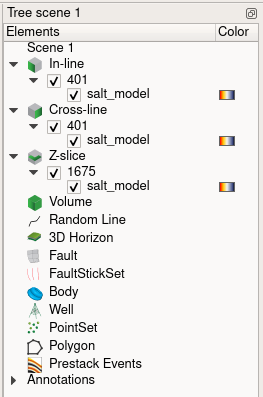 Tree scene 1
Elements Color
Scene 1
In-line
401
salt_model
Cross-line
401
salt_model
Z-slice
1675
salt_model
Volume
Random Line
3D Horizon
Fault
FaultStickSet
Body
Well
PointSet
Polygon
Prestack Events
Annotations